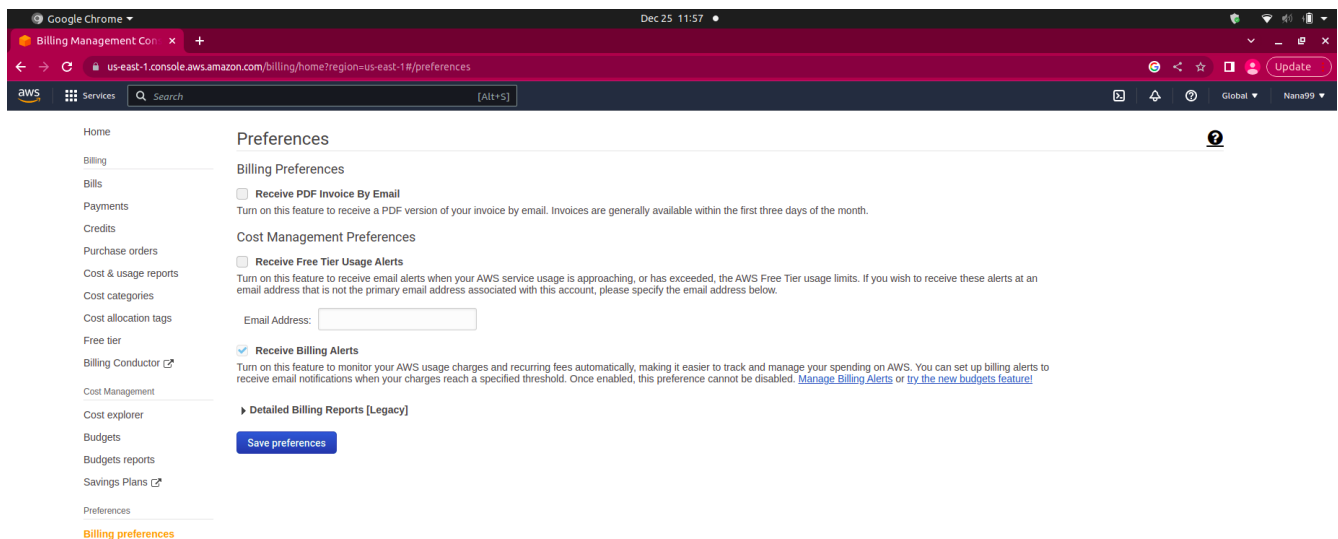 Google Chrome
Dec 25 11:57
Billing Management Con
us-east-1.console.aws.amazon.com/billing/home?region=us-east-1#/preferences
Update
aws
Services
Search
[Alt+S]
Global
Nana99
Home
Billing
Bills
Payments
Credits
Purchase orders
Cost & usage reports
Cost categories
Cost allocation tags
Free tier
Billing Conductor
Cost Management
Cost explorer
Budgets
Budgets reports
Savings Plans
Preferences
Billing preferences
Preferences
Billing Preferences
Receive PDF Invoice By Email
Turn on this feature to receive a PDF version of your invoice by email. Invoices are generally available within the first three days of the month.
Cost Management Preferences
Receive Free Tier Usage Alerts
Turn on this feature to receive email alerts when your AWS service usage is approaching, or has exceeded, the AWS Free Tier usage limits. If you wish to receive these alerts at an
email address that is not the primary email address associated with this account, please specify the email address below.
Email Address:
Receive Billing Alerts
Turn on this feature to monitor your AWS usage charges and recurring fees automatically, making it easier to track and manage your spending on AWS. You can set up billing alerts to
receive email notifications when your charges reach a specified threshold. Once enabled, this preference cannot be disabled. Manage Billing Alerts or try the new budgets feature!
Detailed Billing Reports [Legacy]
Save preferences